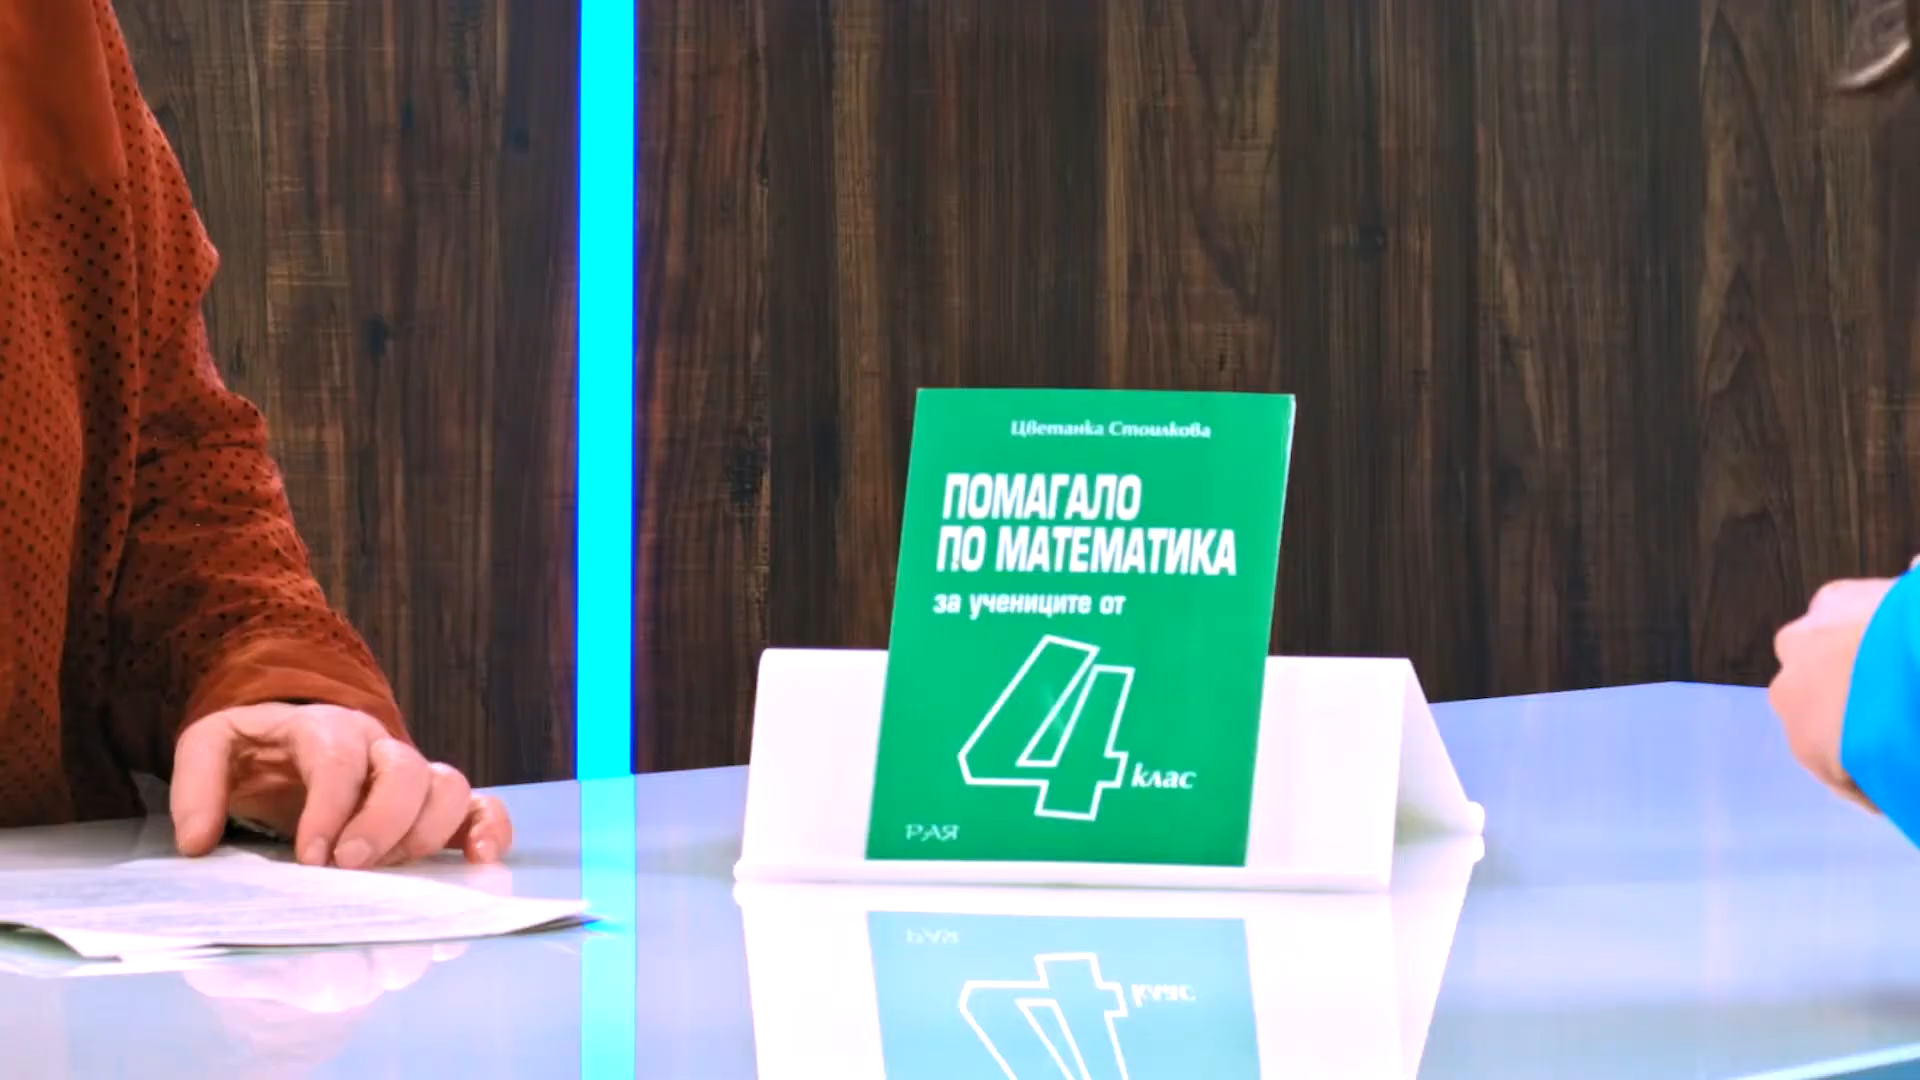 Цветанка Стоилкова
ПОМАГАЛО
ПО МАТЕМАТИКА
за учениците от
4 клас
РАЯ